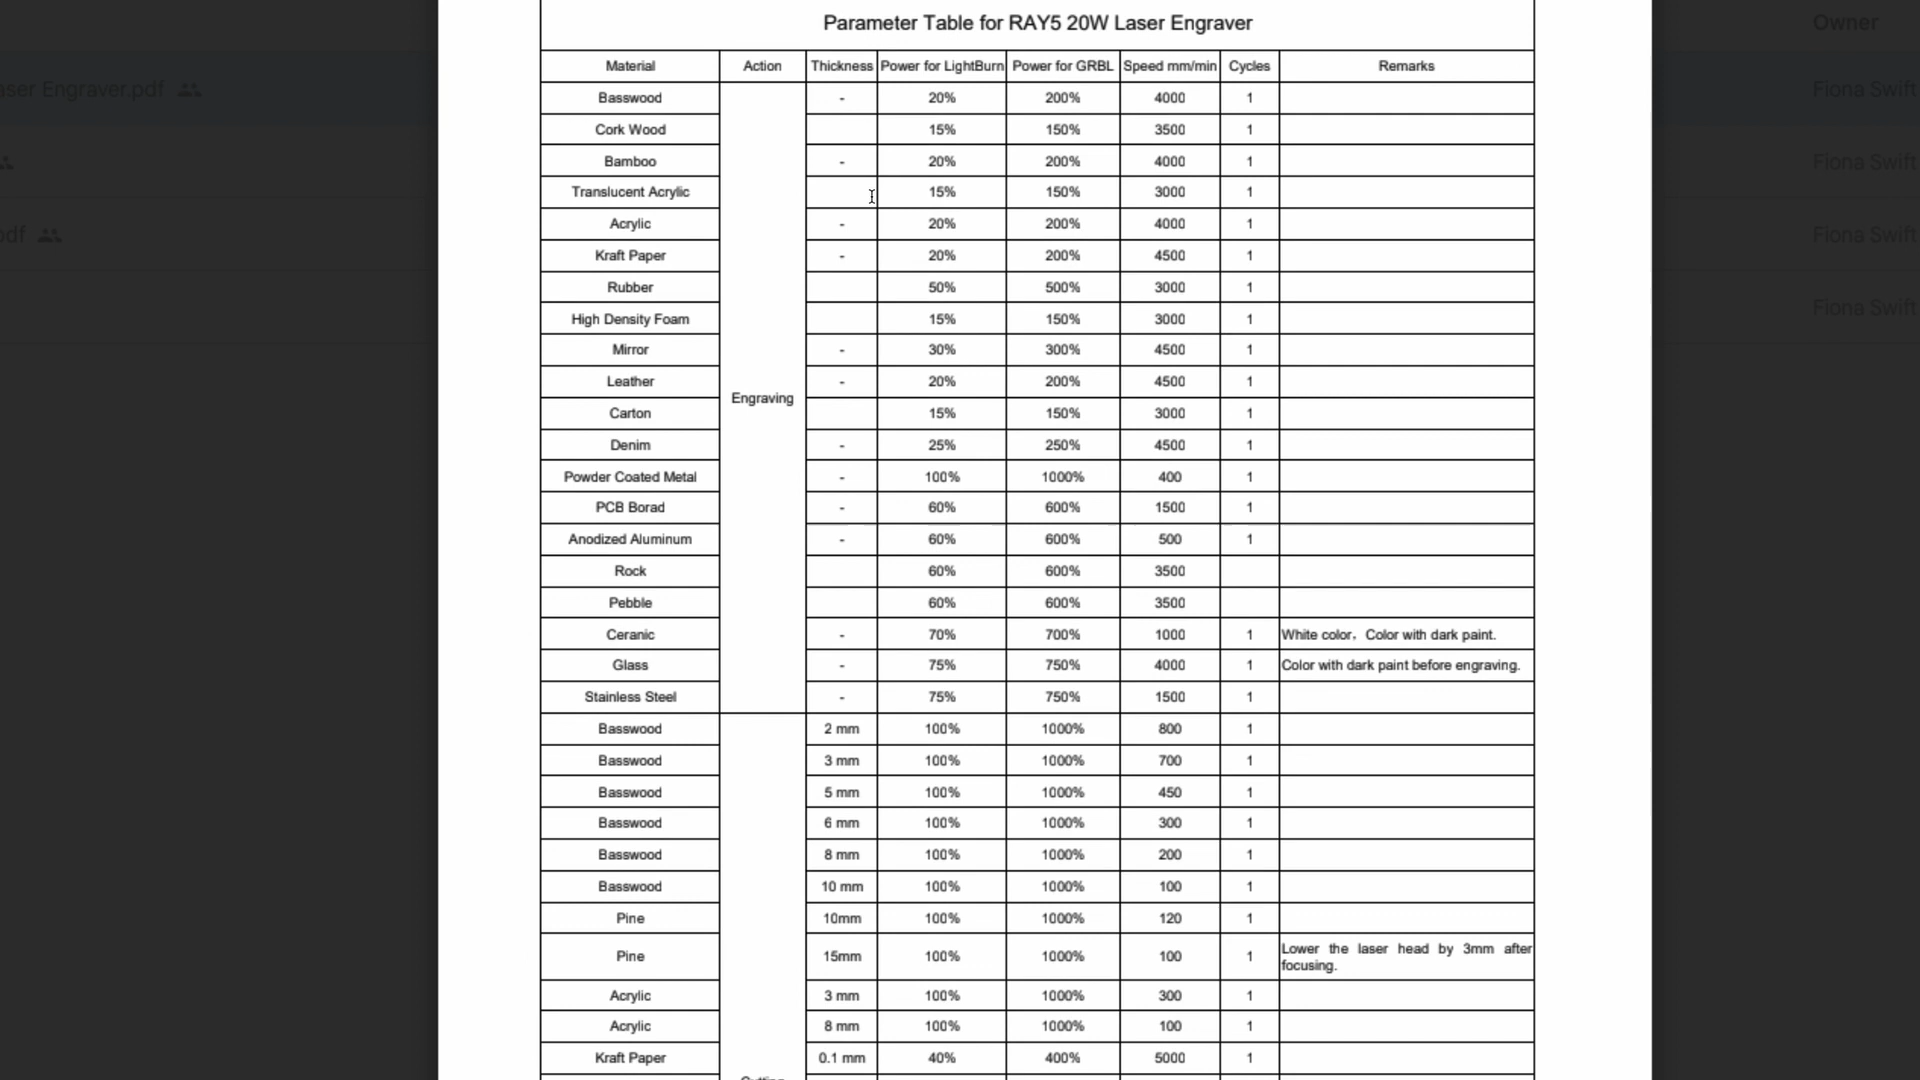 Parameter Table for RAY5 20W Laser Engraver
Material Action Thickness Power for LightBurn Power for GRBL Speed mm/min Cycles Remarks
Basswood - 20% 200% 4000 1
Cork Wood 15% 150% 3500 1
Bamboo - 20% 200% 4000 1
Translucent Acrylic 15% 150% 3000 1
Acrylic - 20% 200% 4000 1
Kraft Paper - 20% 200% 4500 1
Rubber 50% 500% 3000 1
High Density Foam 15% 150% 3000 1
Mirror - 30% 300% 4500 1
Leather - 20% 200% 4500 1
Engraving
Carton 15% 150% 3000 1
Denim - 25% 250% 4500 1
Powder Coated Metal - 100% 1000% 400 1
PCB Borad - 60% 600% 1500 1
Anodized Aluminum - 60% 600% 500 1
Rock 60% 600% 3500
Pebble 60% 600% 3500
Ceranic - 70% 700% 1000 1 White color，Color with dark paint.
Glass - 75% 750% 4000 1 Color with dark paint before engraving.
Stainless Steel - 75% 750% 1500 1
Basswood 2 mm 100% 1000% 800 1
Basswood 3 mm 100% 1000% 700 1
Basswood 5 mm 100% 1000% 450 1
Basswood 6 mm 100% 1000% 300 1
Basswood 8 mm 100% 1000% 200 1
Basswood 10 mm 100% 1000% 100 1
Pine 10mm 100% 1000% 120 1
Pine 15mm 100% 1000% 100 1 Lower the laser head by 3mm after
focusing.
Acrylic 3 mm 100% 1000% 300 1
Acrylic 8 mm 100% 1000% 100 1
Kraft Paper 0.1 mm 40% 400% 5000 1
Owner
aser Engraver.pdf Fiona Swift
Fiona Swift
pdf Fiona Swift
Fiona Swift